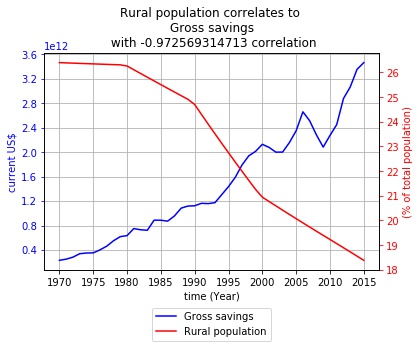 Rural population correlates to
Gross savings
with -0.972569314713 correlation
1e12
3.6
3.2
2.8
2.4
2.0
1.6
1.2
0.8
0.4
current US$
26
25
24
23
22
21
20
19
18
(% of total population)
1970 1975 1980 1985 1990 1995 2000 2005 2010 2015
time (Year)
Gross savings
Rural population